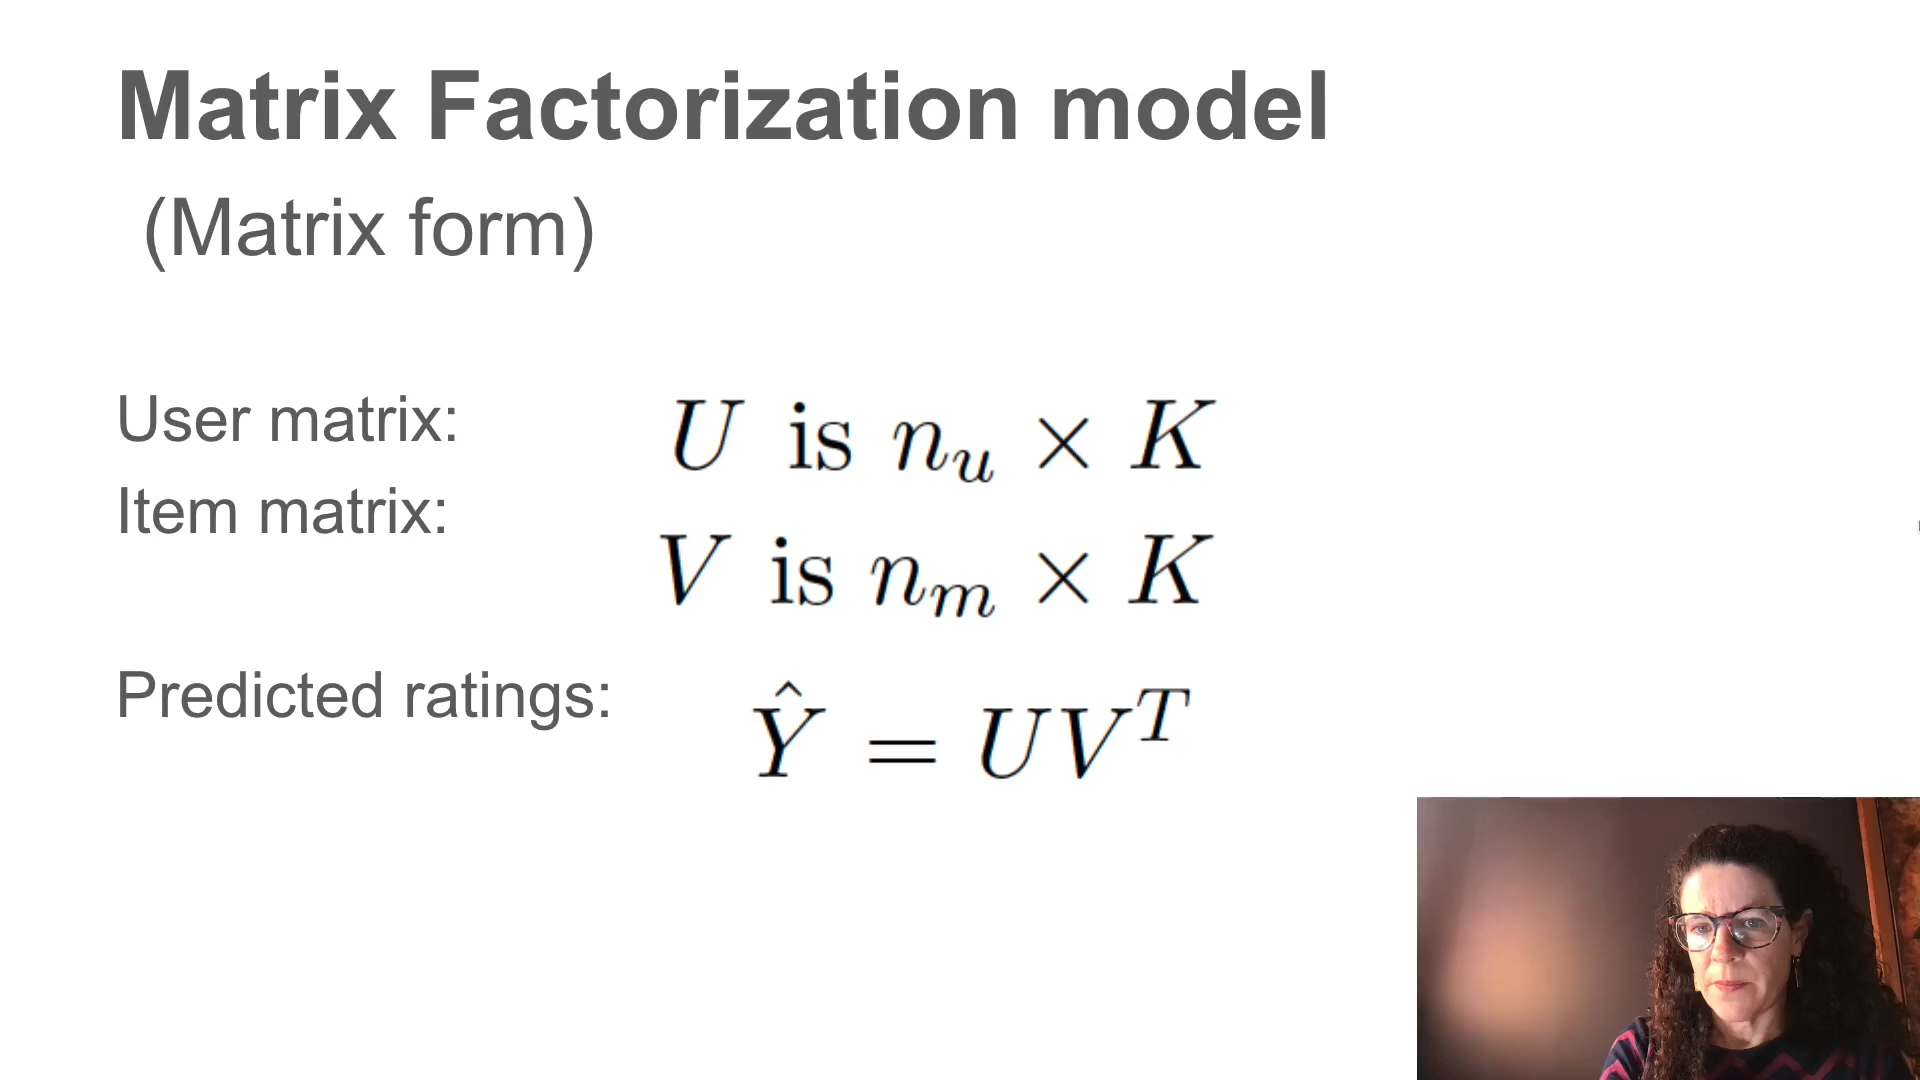 Matrix Factorization model
(Matrix form)
User matrix:
U is n_u × K
Item matrix:
V is n_m × K
Predicted ratings:
Ŷ = UV^T